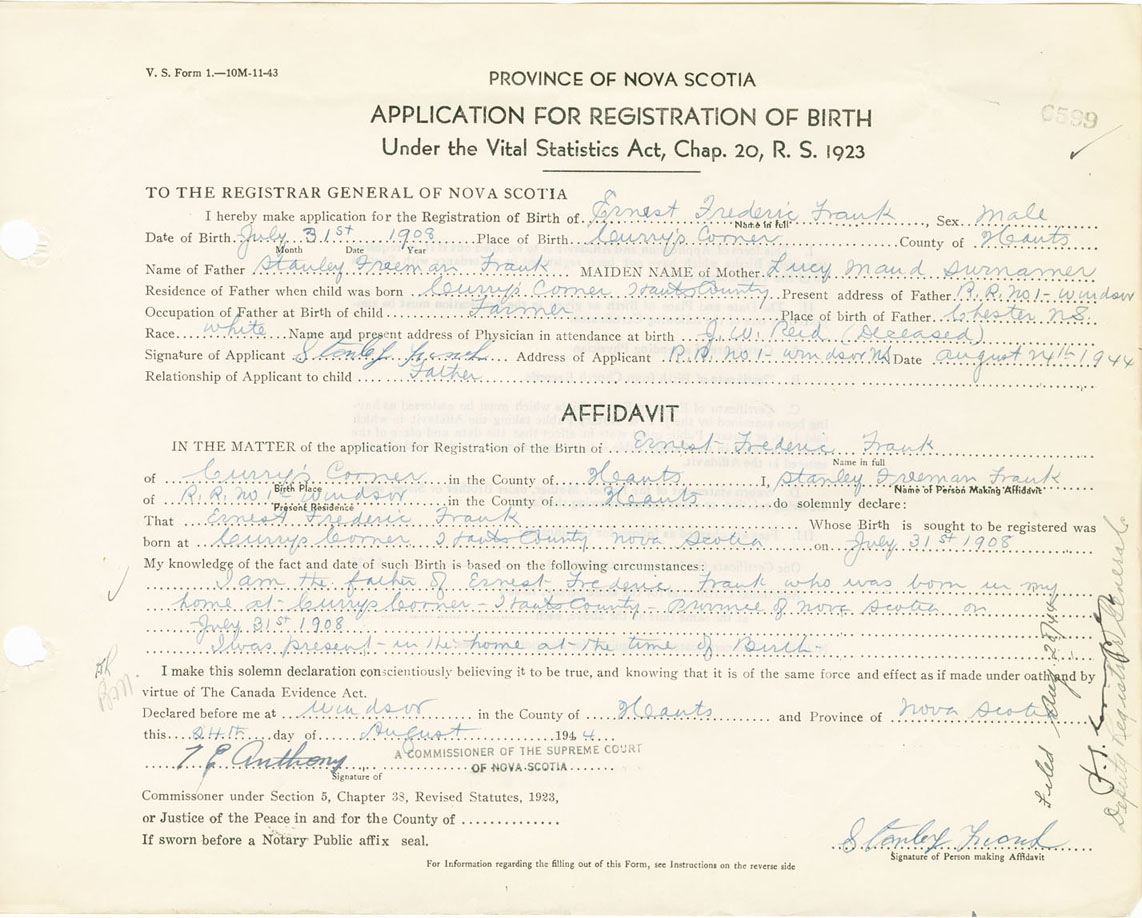 V. S. Form 1.—10M-11-43
PROVINCE OF NOVA SCOTIA
APPLICATION FOR REGISTRATION OF BIRTH
6599
Under the Vital Statistics Act, Chap. 20, R. S. 1923
TO THE REGISTRAR GENERAL OF NOVA SCOTIA
I hereby make application for the Registration of Birth of Ernest Frederic Frank, Sex Male
Name in full
Date of Birth July 31st 1908 Place of Birth Curry's Corner County of Hants
Month Date Year
Name of Father Stanley Freeman Frank MAIDEN NAME of Mother Lucy Maud
Residence of Father when child was born Curry's Corner Hants County Present address of Father R. R. No 1 - Windsor
Occupation of Father at Birth of child Farmer Place of birth of Father Chester N.S.
Race white Name and present address of Physician in attendance at birth J. W. Reid (Deceased)
Signature of Applicant Stanley Frank Address of Applicant R. R. No 1 - Windsor NS Date August 24th 1944
Relationship of Applicant to child Father
AFFIDAVIT
IN THE MATTER of the application for Registration of the Birth of Ernest Frederic Frank
Name in full
of Curry's Corner in the County of Hants I, Stanley Freeman Frank
Birth Place Name of Person Making Affidavit
of R. R. No 1 - Windsor in the County of Hants do solemnly declare:
Present Residence
That Ernest Frederic Frank Whose Birth is sought to be registered was
born at Curry's Corner Hants County Nova Scotia on July 31st 1908
My knowledge of the fact and date of such Birth is based on the following circumstances:
I am the father of Ernest Frederic Frank who was born in my
home at Currys Corner - Hants County - Province of Nova Scotia on
July 31st 1908
I was present - in the home at the time of Birth -
I make this solemn declaration conscientiously believing it to be true, and knowing that it is of the same force and effect as if made under oath and by
virtue of The Canada Evidence Act.
Declared before me at Windsor in the County of Hants and Province of Nova Scotia
this 24th day of August 1944
T E Anthony A COMMISSIONER OF THE SUPREME COURT
OF NOVA SCOTIA
Signature of
Commissoner under Section 5, Chapter 38, Revised Statutes, 1923,
or Justice of the Peace in and for the County of
If sworn before a Notary Public affix seal.
Stanley Frank
Signature of Person making Affidavit
For Information regarding the filling out of this Form, see Instructions on the reverse side
Filed Aug 25/44
Deputy Registrar General